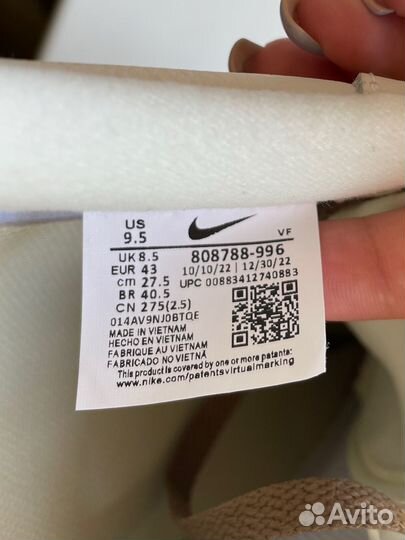 US
9.5
VF
UK 8.5
808788-996
EUR 43
10/10/22 | 12/30/22
cm 27.5
UPC 00883412740883
BR 40.5
CN 275(2.5)
014AV9NJ0BTQE
MADE IN VIETNAM
HECHO EN VIETNAM
FABRIQUE AU VIETNAM
FABRICADO NO VIETNÃ
This product is covered by one or more patents:
www.nike.com/patentsvirtualmarking
Avito